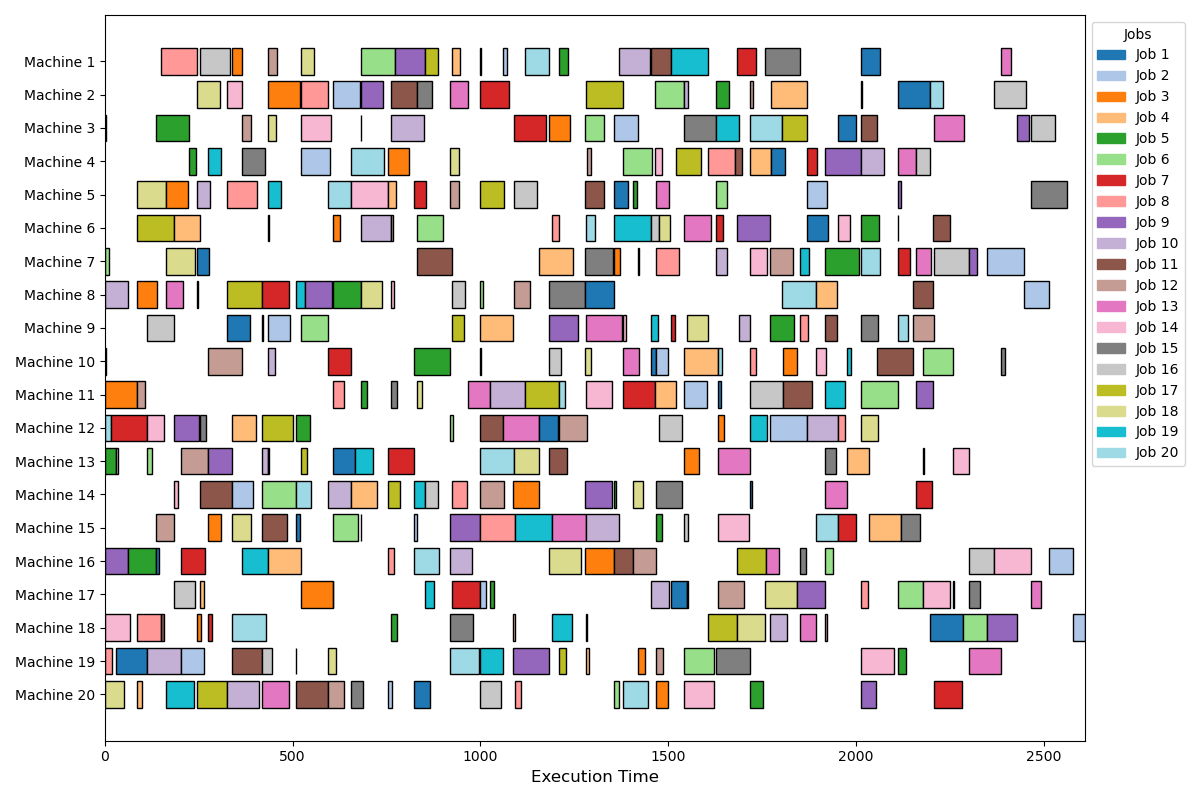 Machine 1
Machine 2
Machine 3
Machine 4
Machine 5
Machine 6
Machine 7
Machine 8
Machine 9
Machine 10
Machine 11
Machine 12
Machine 13
Machine 14
Machine 15
Machine 16
Machine 17
Machine 18
Machine 19
Machine 20
0 500 1000 1500 2000 2500
Execution Time
Jobs
Job 1
Job 2
Job 3
Job 4
Job 5
Job 6
Job 7
Job 8
Job 9
Job 10
Job 11
Job 12
Job 13
Job 14
Job 15
Job 16
Job 17
Job 18
Job 19
Job 20